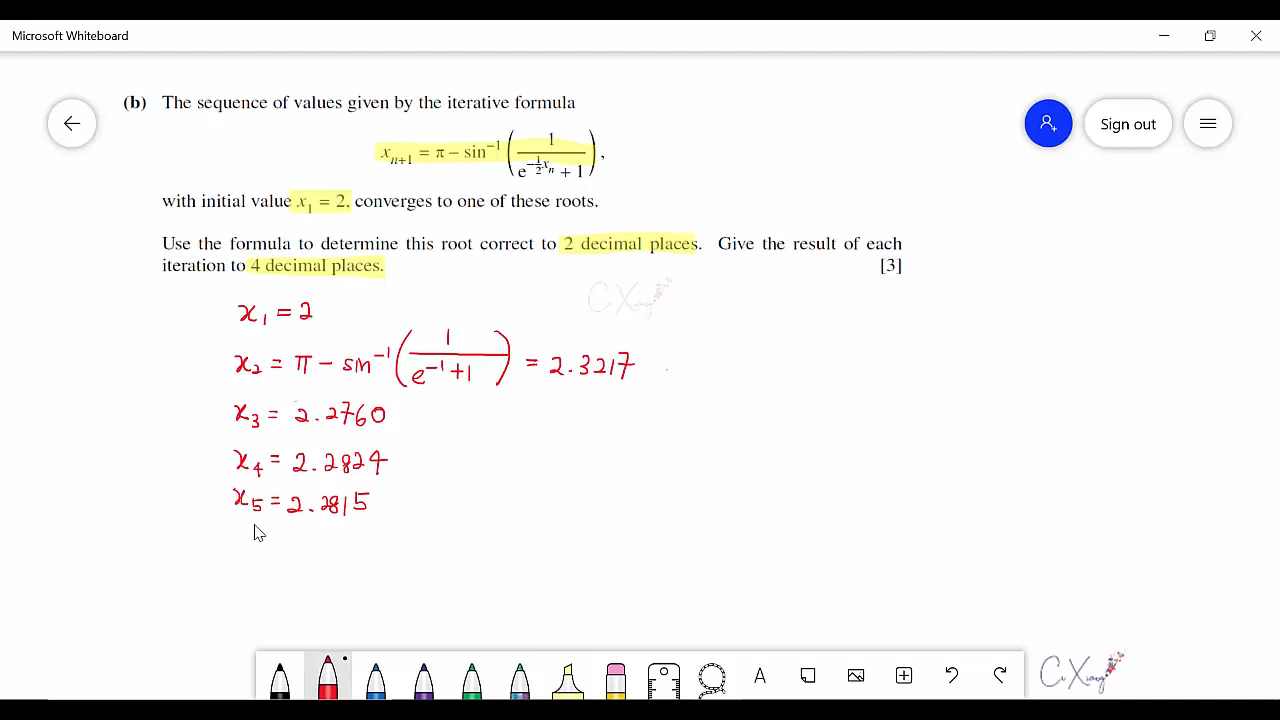 Microsoft Whiteboard
Sign out
(b) The sequence of values given by the iterative formula
xₙ₊₁ = π − sin⁻¹ (1 / (e^(−½xₙ) + 1)),
with initial value x₁ = 2, converges to one of these roots.
Use the formula to determine this root correct to 2 decimal places. Give the result of each
iteration to 4 decimal places. [3]
x₁ = 2
x₂ = π − sin⁻¹ (1 / (e⁻¹ + 1)) = 2.3217
x₃ = 2.2760
x₄ = 2.2824
x₅ = 2.2815
A